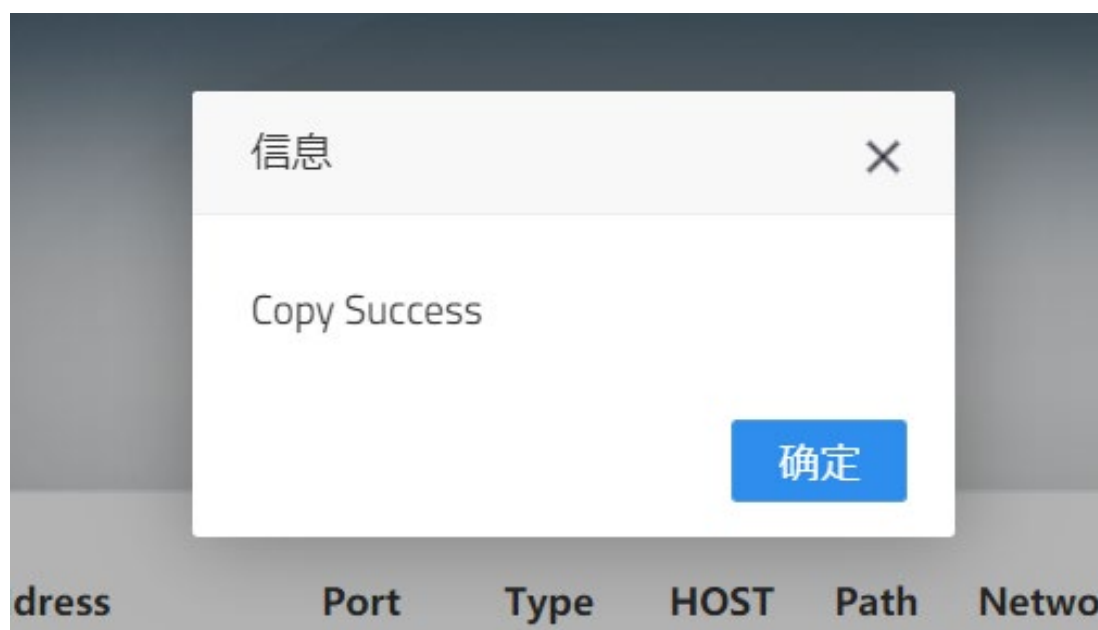 信息
Copy Success
确定
dress Port Type HOST Path Netwo